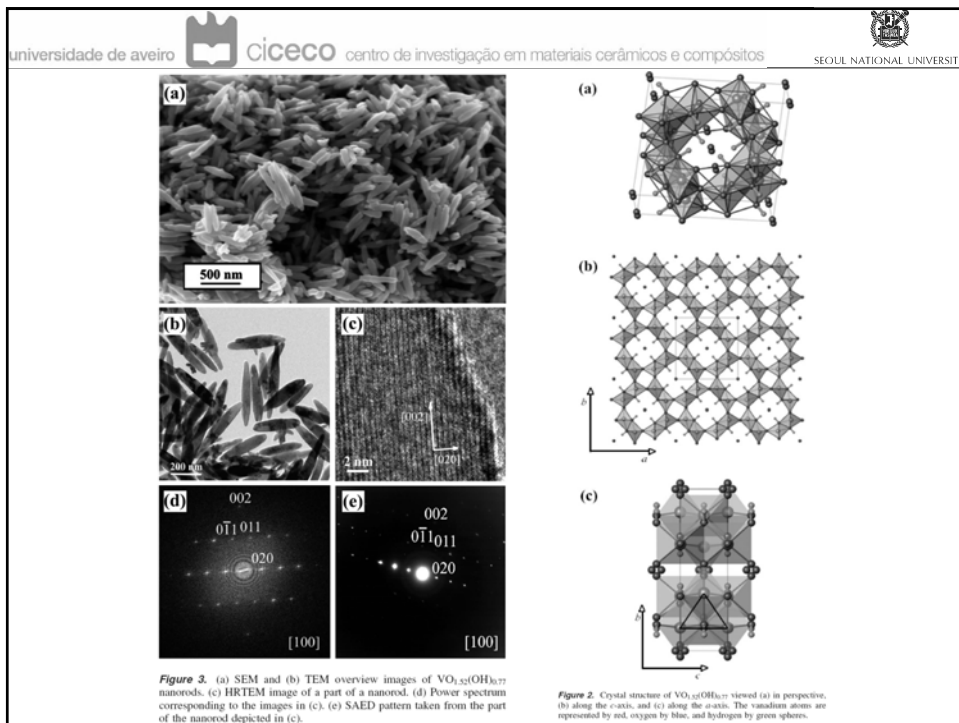 universidade de aveiro
ciceco centro de investigação em materiais cerâmicos e compósitos
SEOUL NATIONAL UNIVERSIT
(a)
500 nm
(b)
200 nm
(c)
[002]
[020]
2 nm
(d)
002
01̅1 011
020
[100]
(e)
002
01̅1 011
020
[100]
Figure 3. (a) SEM and (b) TEM overview images of VO1.52(OH)0.77
nanorods. (c) HRTEM image of a part of a nanorod. (d) Power spectrum
corresponding to the images in (c). (e) SAED pattern taken from the part
of the nanorod depicted in (c).
(a)
(b)
b
a
(c)
b
c
Figure 2. Crystal structure of VO1.52(OH)0.77 viewed (a) in perspective,
(b) along the c-axis, and (c) along the a-axis. The vanadium atoms are
represented by red, oxygen by blue, and hydrogen by green spheres.